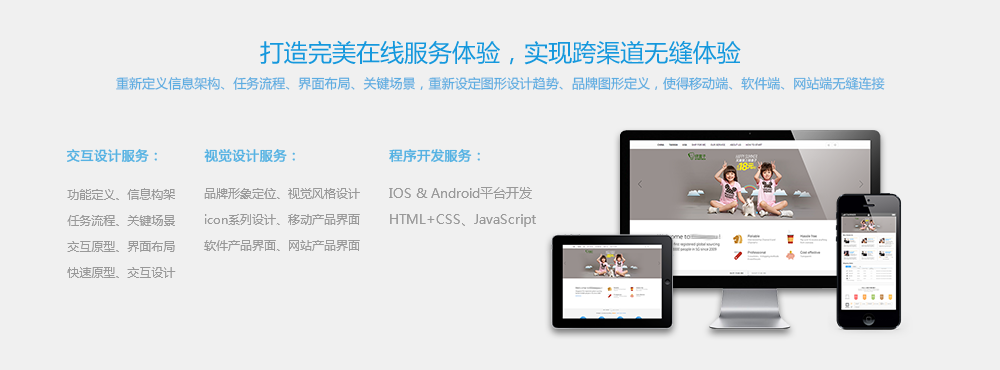 打造完美在线服务体验，实现跨渠道无缝体验
重新定义信息架构、任务流程、界面布局、关键场景，重新设定图形设计趋势、品牌图形定义，使得移动端、软件端、网站端无缝连接
交互设计服务：
功能定义、信息构架
任务流程、关键场景
交互原型、界面布局
快速原型、交互设计
视觉设计服务：
品牌形象定位、视觉风格设计
icon系列设计、移动产品界面
软件产品界面、网站产品界面
程序开发服务：
IOS & Android平台开发
HTML+CSS、JavaScript
18元